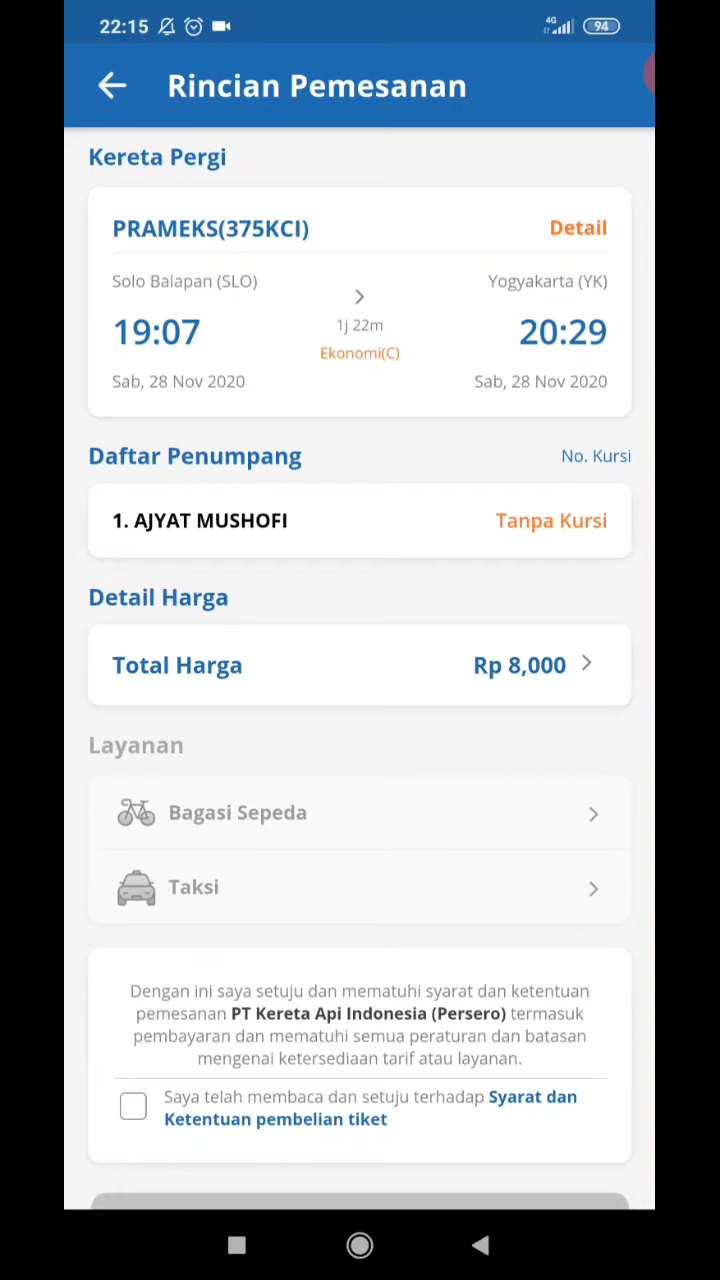 22:15
4G
94
Rincian Pemesanan
Kereta Pergi
PRAMEKS(375KCI)
Detail
Solo Balapan (SLO)
Yogyakarta (YK)
19:07
1j 22m
20:29
Ekonomi(C)
Sab, 28 Nov 2020
Sab, 28 Nov 2020
Daftar Penumpang
No. Kursi
1. AJYAT MUSHOFI
Tanpa Kursi
Detail Harga
Total Harga
Rp 8,000
Layanan
Bagasi Sepeda
Taksi
Dengan ini saya setuju dan mematuhi syarat dan ketentuan
pemesanan PT Kereta Api Indonesia (Persero) termasuk
pembayaran dan mematuhi semua peraturan dan batasan
mengenai ketersediaan tarif atau layanan.
Saya telah membaca dan setuju terhadap Syarat dan
Ketentuan pembelian tiket